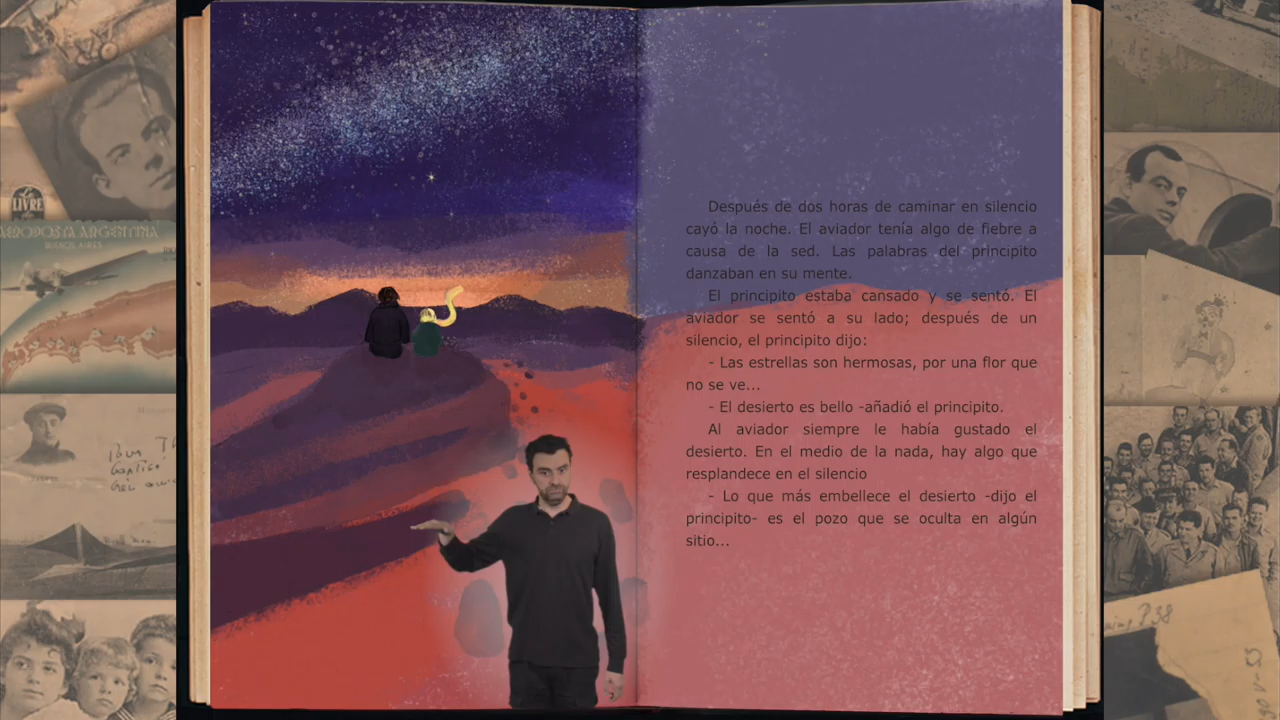 LIVRE
AEROPOSTA ARGENTINA
BUENOS AIRES
Después de dos horas de caminar en silencio
cayó la noche. El aviador tenía algo de fiebre a
causa de la sed. Las palabras del principito
danzaban en su mente.
El principito estaba cansado y se sentó. El
aviador se sentó a su lado; después de un
silencio, el principito dijo:
- Las estrellas son hermosas, por una flor que
no se ve...
- El desierto es bello -añadió el principito.
Al aviador siempre le había gustado el
desierto. En el medio de la nada, hay algo que
resplandece en el silencio
- Lo que más embellece el desierto -dijo el
principito- es el pozo que se oculta en algún
sitio...
P38